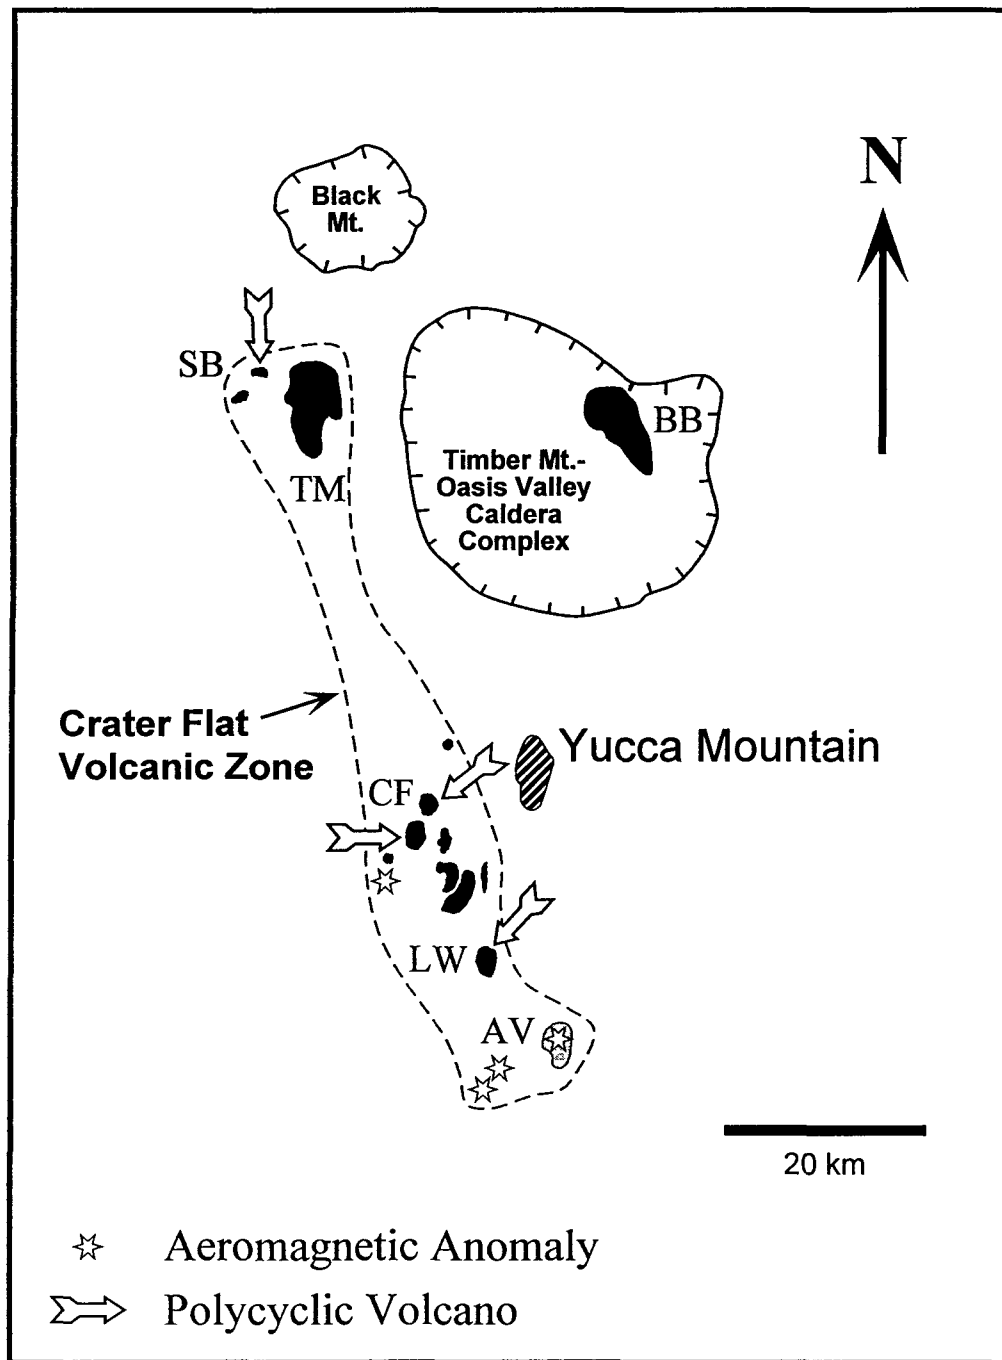 Black
Mt.
N
SB
TM
BB
Timber Mt.-
Oasis Valley
Caldera
Complex
Crater Flat
Volcanic Zone
Yucca Mountain
CF
LW
AV
20 km
Aeromagnetic Anomaly
Polycyclic Volcano